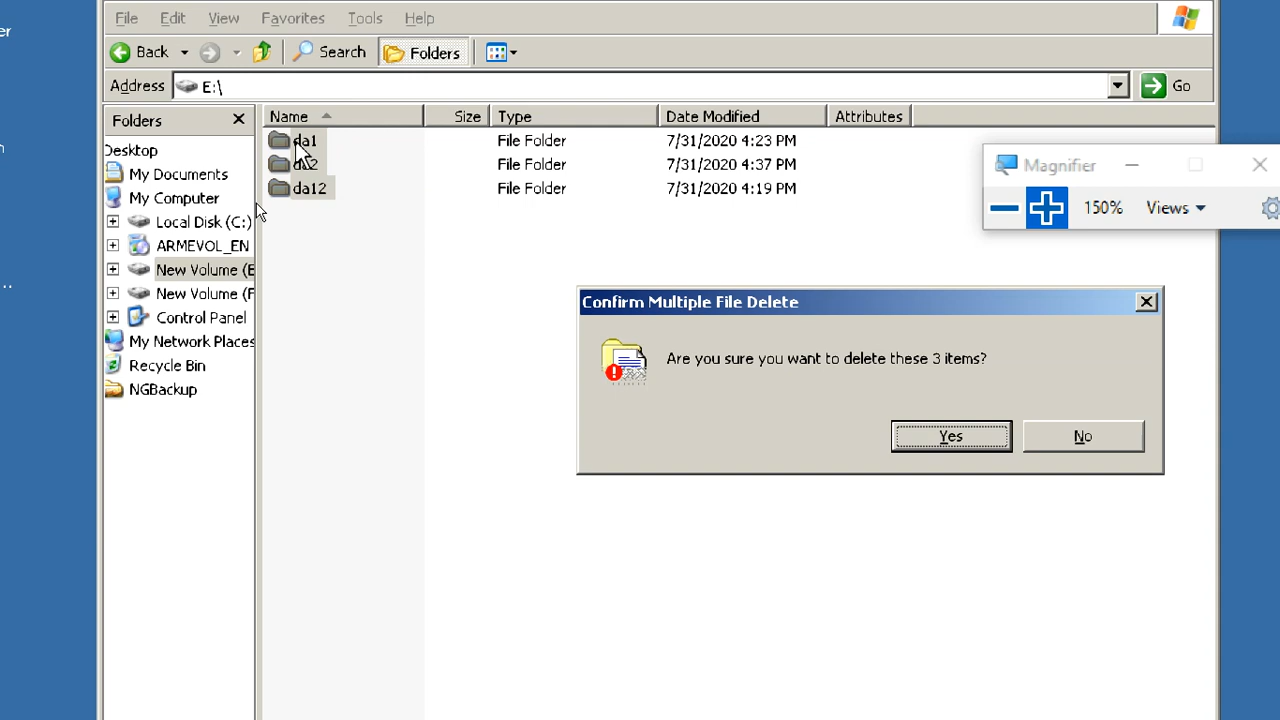 er
File Edit View Favorites Tools Help
Back Search Folders
Address E:\ Go
Folders
Name Size Type Date Modified Attributes
Desktop
My Documents
My Computer
Local Disk (C:)
ARMEVOL_EN
New Volume (E
New Volume (F
Control Panel
My Network Places
Recycle Bin
NGBackup
da1 File Folder 7/31/2020 4:23 PM
File Folder 7/31/2020 4:37 PM
da12 File Folder 7/31/2020 4:19 PM
Magnifier
150% Views
Confirm Multiple File Delete
Are you sure you want to delete these 3 items?
Yes No
..